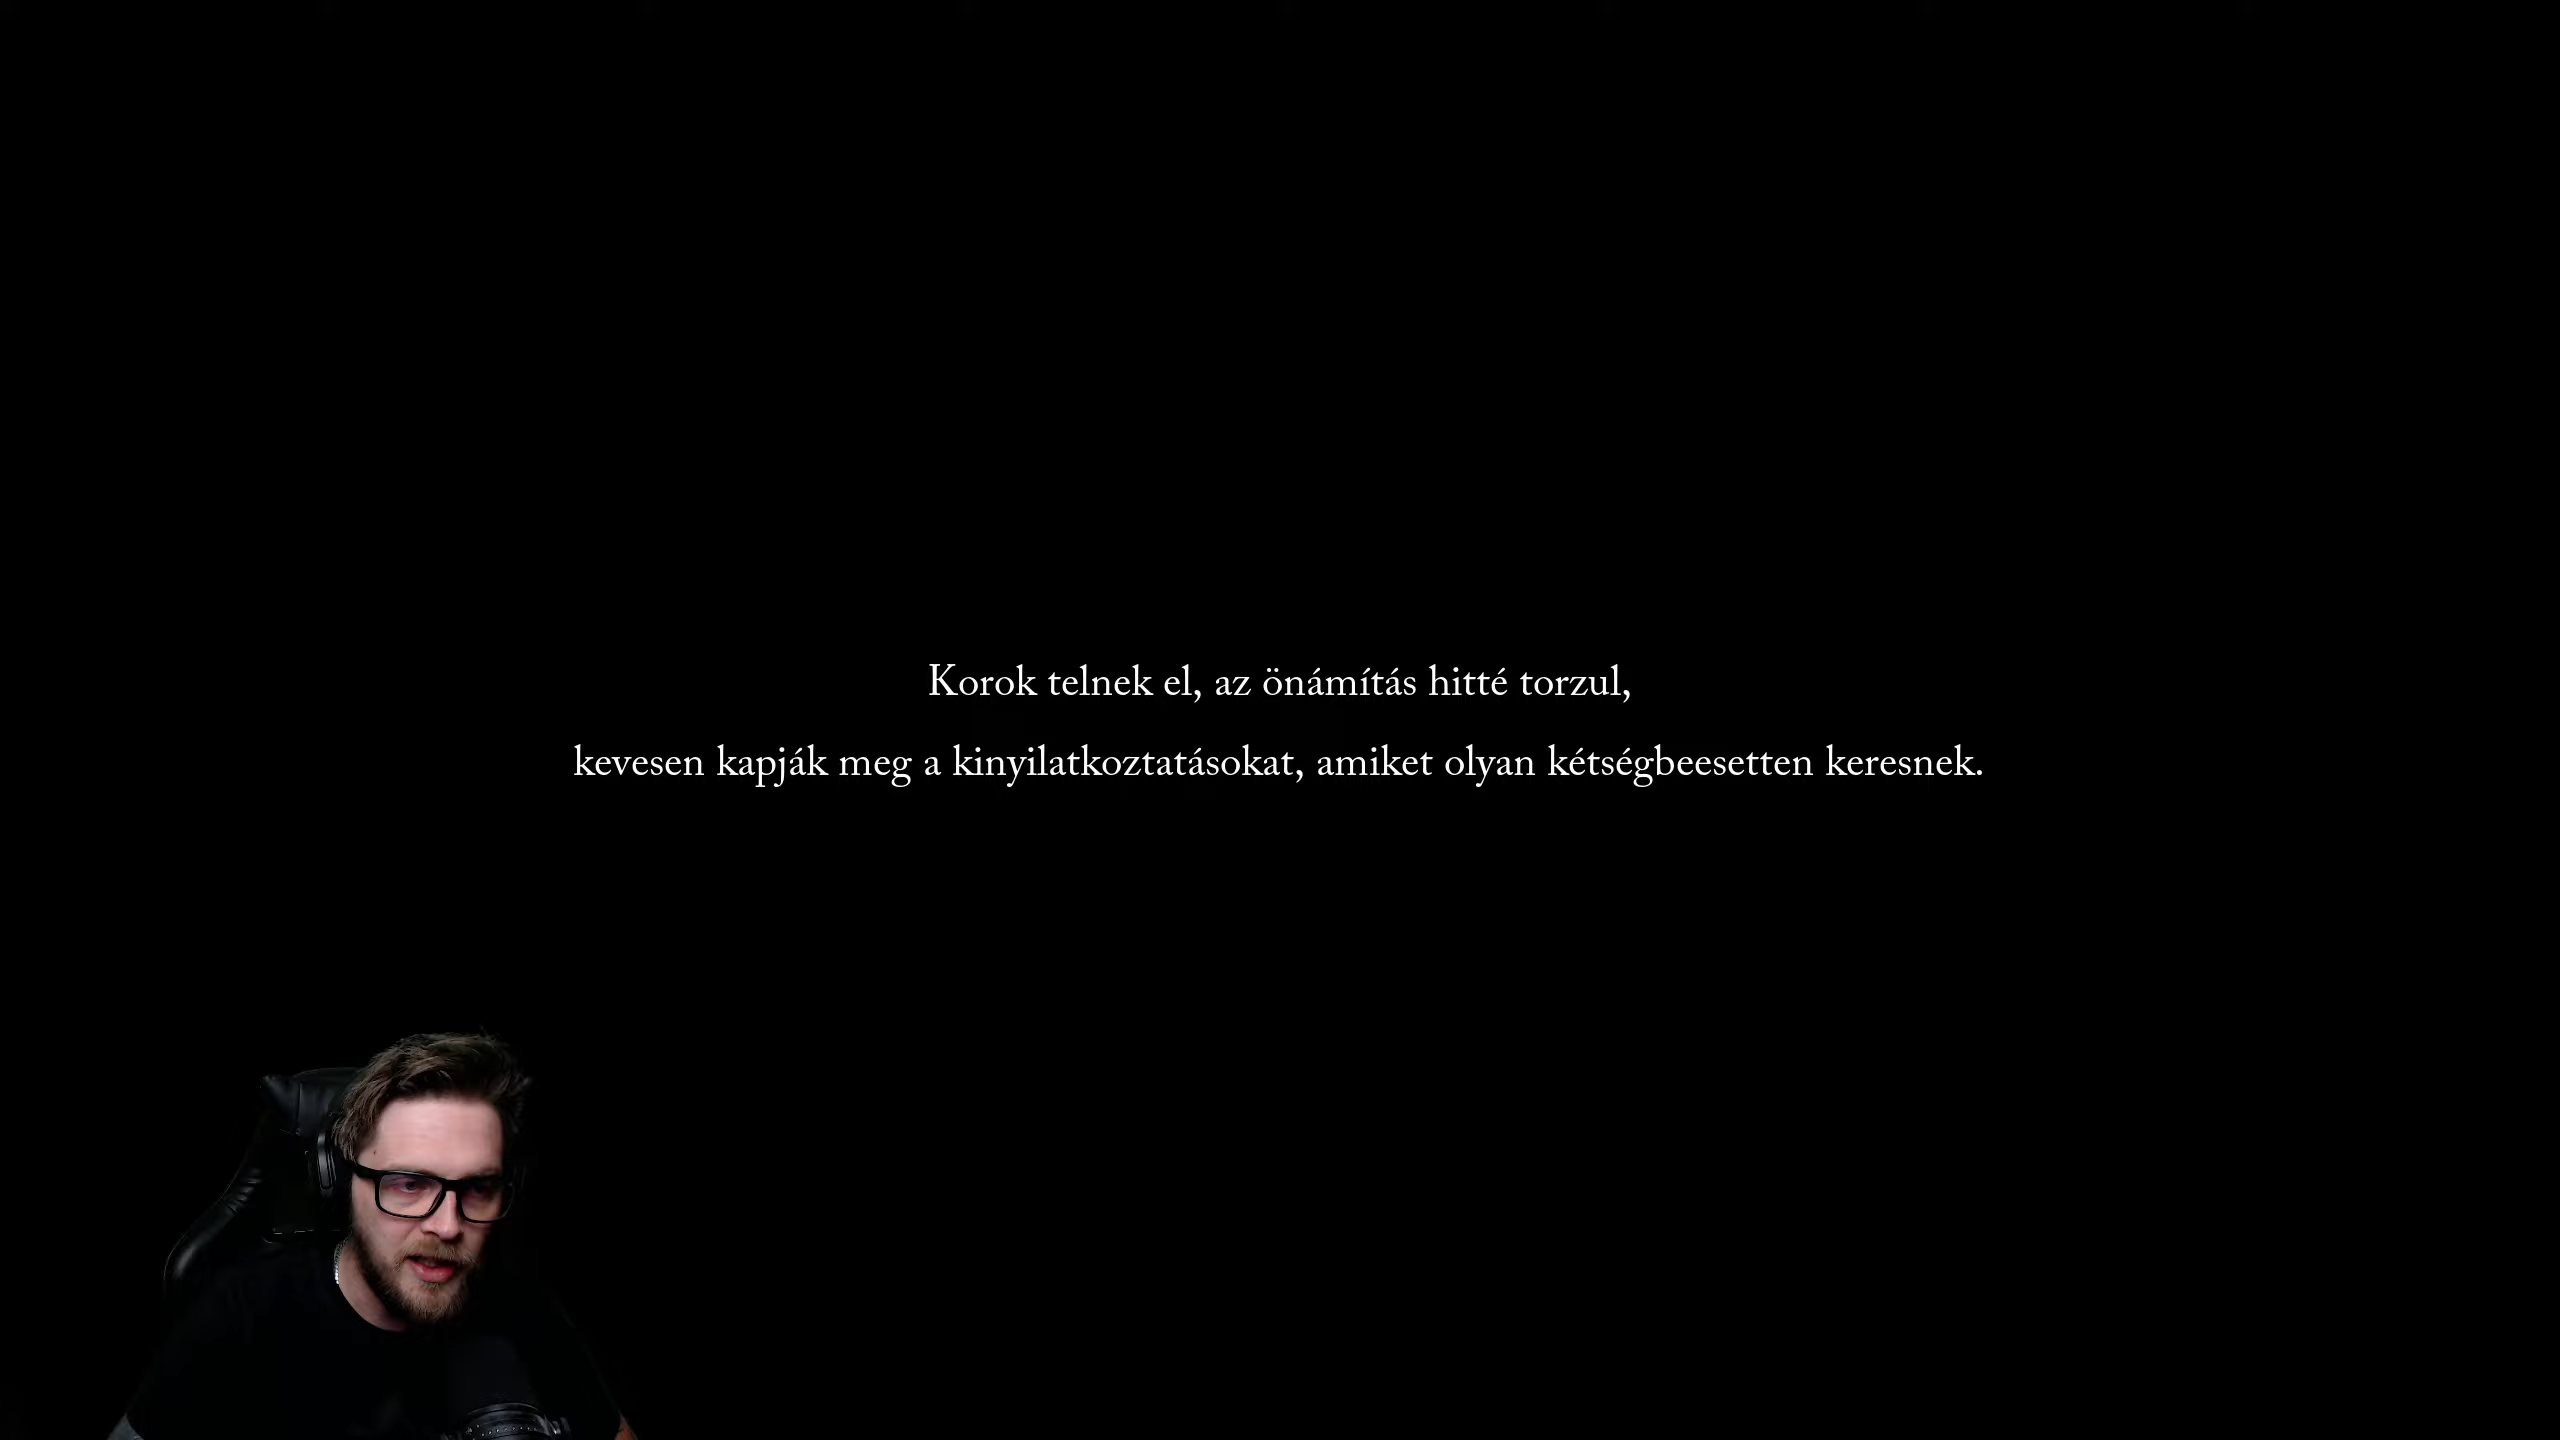 Korok telnek el, az önámítás hitté torzul,
kevesen kapják meg a kinyilatkoztatásokat, amiket olyan kétségbeesetten keresnek.